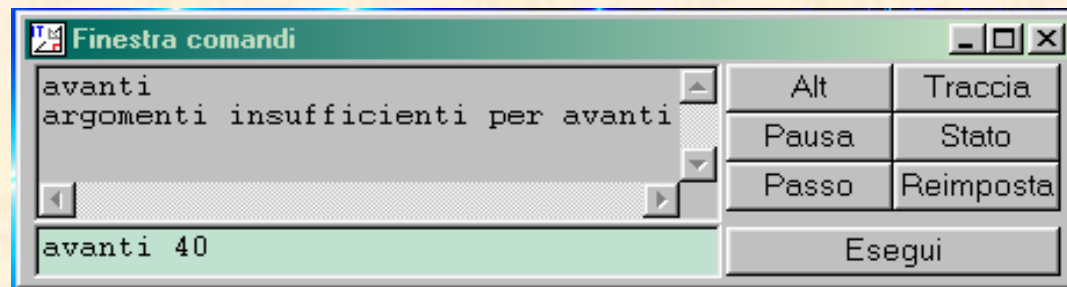 Finestra comandi
avanti
argomenti insufficienti per avanti
Alt
Traccia
Pausa
Stato
Passo
Reimposta
avanti 40
Esegui